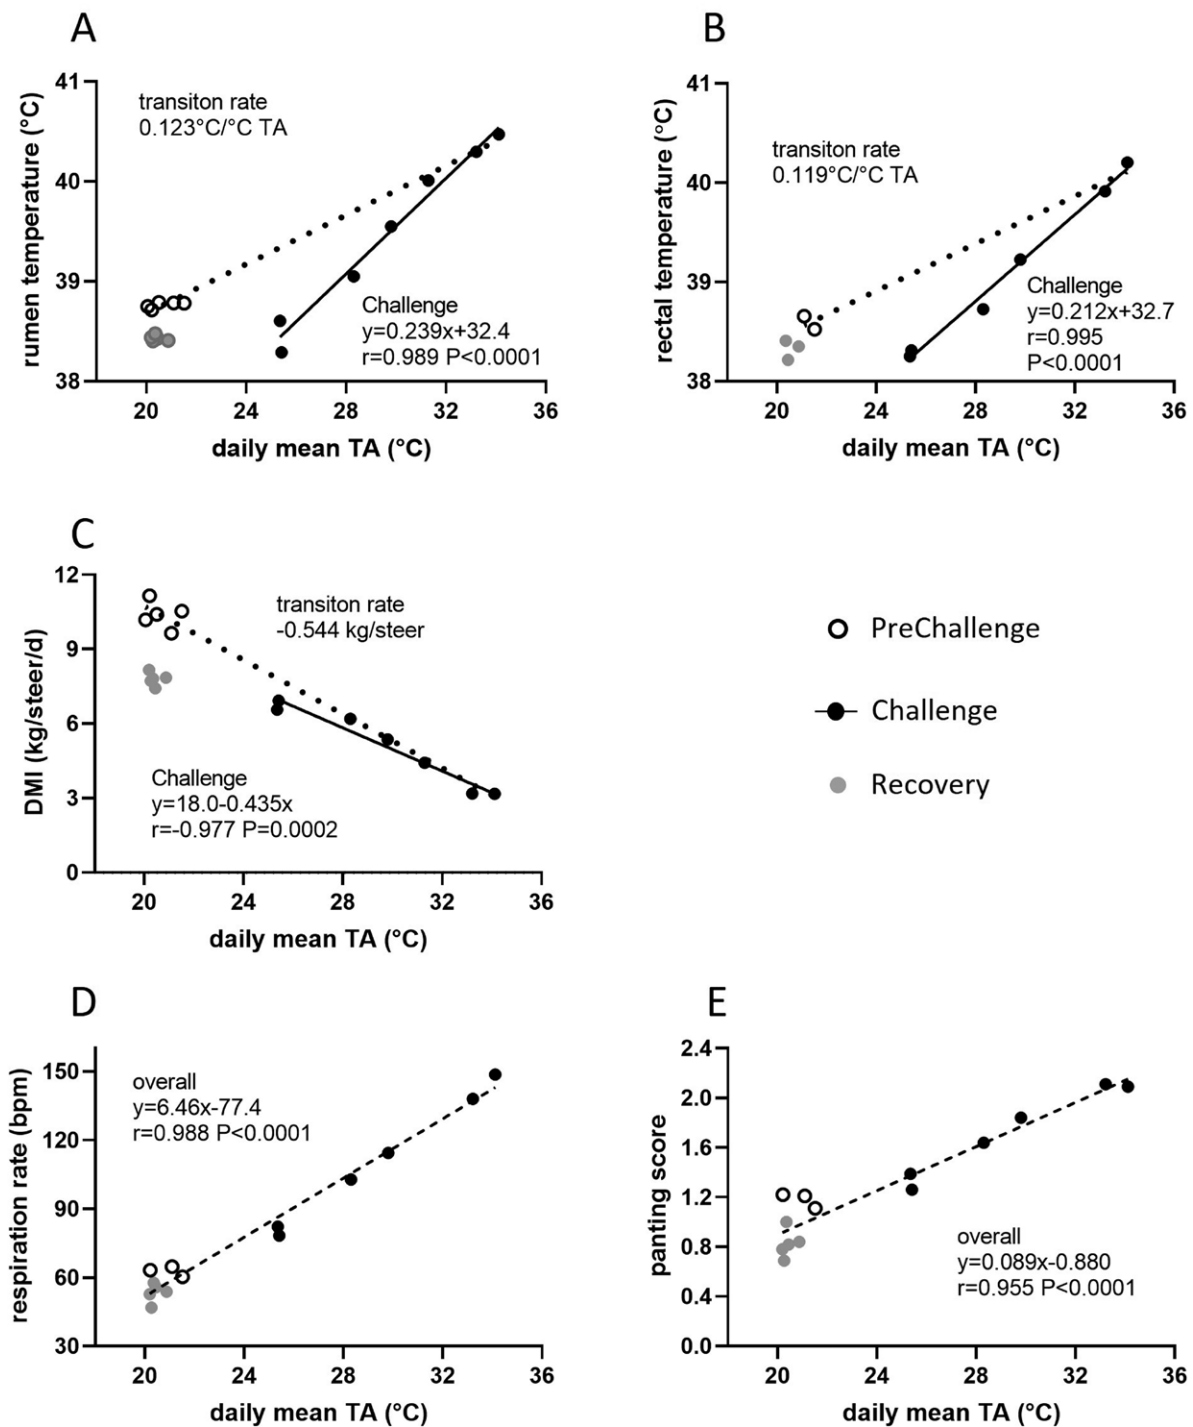 A
41
40
39
38
rumen temperature (°C)
transiton rate
0.123°C/°C TA
Challenge
y=0.239x+32.4
r=0.989 P<0.0001
20
24
28
32
36
daily mean TA (°C)
B
41
40
39
38
rectal temperature (°C)
transiton rate
0.119°C/°C TA
Challenge
y=0.212x+32.7
r=0.995
P<0.0001
20
24
28
32
36
daily mean TA (°C)
C
12
9
6
3
0
DMI (kg/steer/d)
transiton rate
-0.544 kg/steer
Challenge
y=18.0-0.435x
r=-0.977 P=0.0002
20
24
28
32
36
daily mean TA (°C)
PreChallenge
Challenge
Recovery
D
150
120
90
60
30
respiration rate (bpm)
overall
y=6.46x-77.4
r=0.988 P<0.0001
20
24
28
32
36
daily mean TA (°C)
E
2.4
2.0
1.6
1.2
0.8
0.4
0.0
panting score
overall
y=0.089x-0.880
r=0.955 P<0.0001
20
24
28
32
36
daily mean TA (°C)